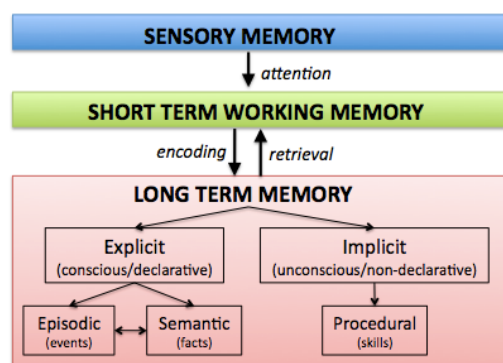 SENSORY MEMORY
attention
SHORT TERM WORKING MEMORY
encoding retrieval
LONG TERM MEMORY
Explicit
(conscious/declarative)
Implicit
(unconscious/non-declarative)
Episodic
(events)
Semantic
(facts)
Procedural
(skills)